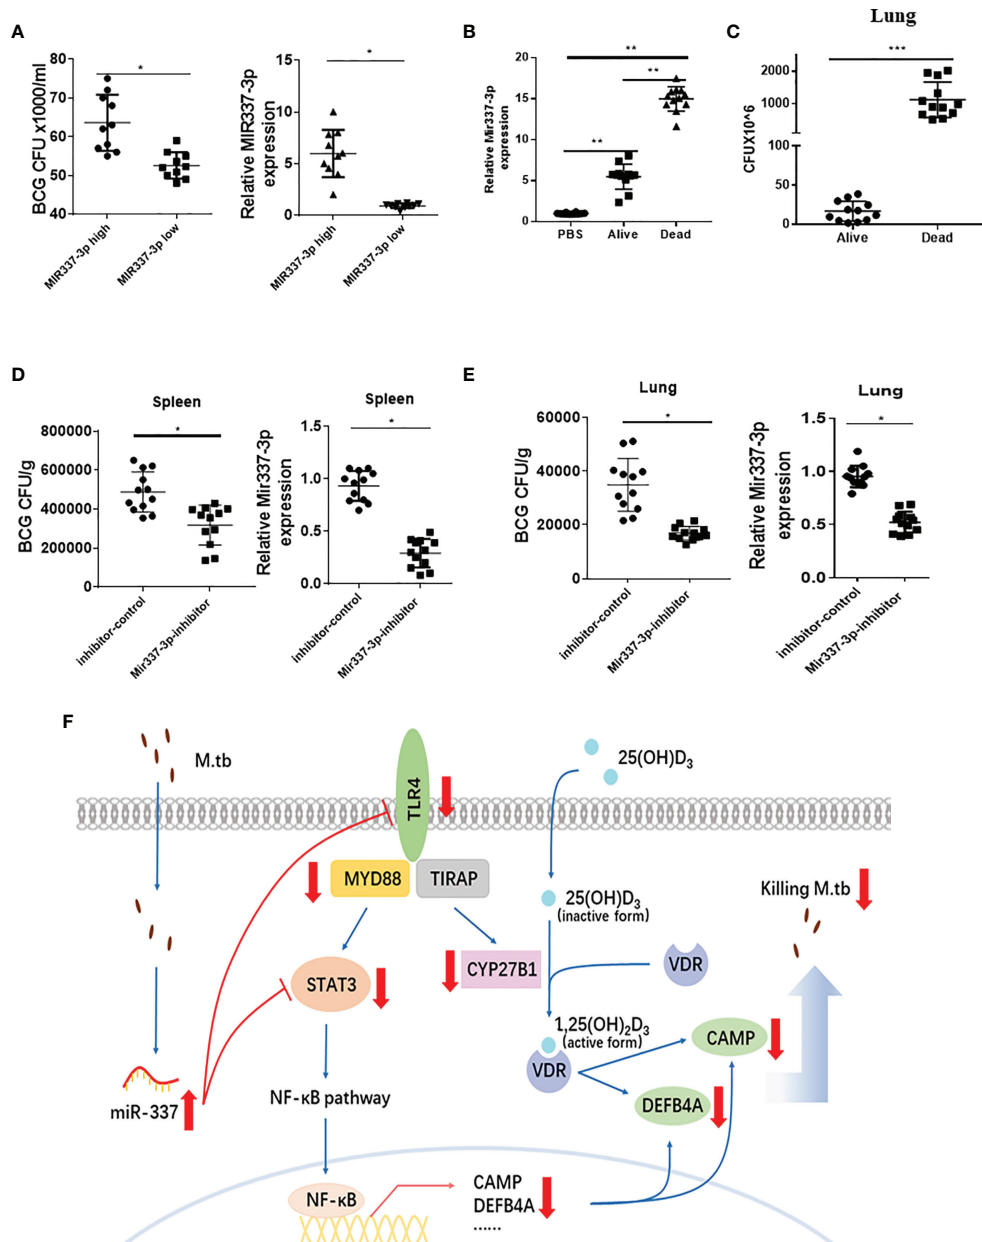 A
BCG CFU x1000/ml
80
70
60
50
40
*
MIR337-3p high
MIR337-3p low
Relative MIR337-3p
expression
15
10
5
0
*
MIR337-3p high
MIR337-3p low
B
Relative Mir337-3p
expression
20
15
10
5
0
**
**
**
PBS
Alive
Dead
C
Lung
CFUX10^6
2000
1000
100
50
0
***
Alive
Dead
D
Spleen
BCG CFU/g
800000
600000
400000
200000
0
*
inhibitor-control
Mir337-3p-inhibitor
Spleen
Relative Mir337-3p
expression
1.5
1.0
0.5
0.0
*
inhibitor-control
Mir337-3p-inhibitor
E
Lung
BCG CFU/g
60000
40000
20000
0
*
inhibitor-control
Mir337-3p-inhibitor
Lung
Relative Mir337-3p
expression
1.5
1.0
0.5
0.0
*
inhibitor-control
Mir337-3p-inhibitor
F
M.tb
TLR4
25(OH)D3
MYD88
TIRAP
25(OH)D3
(inactive form)
Killing M.tb
STAT3
CYP27B1
VDR
1,25(OH)2D3
(active form)
VDR
CAMP
DEFB4A
miR-337
NF-κB pathway
NF-κB
CAMP
DEFB4A
......